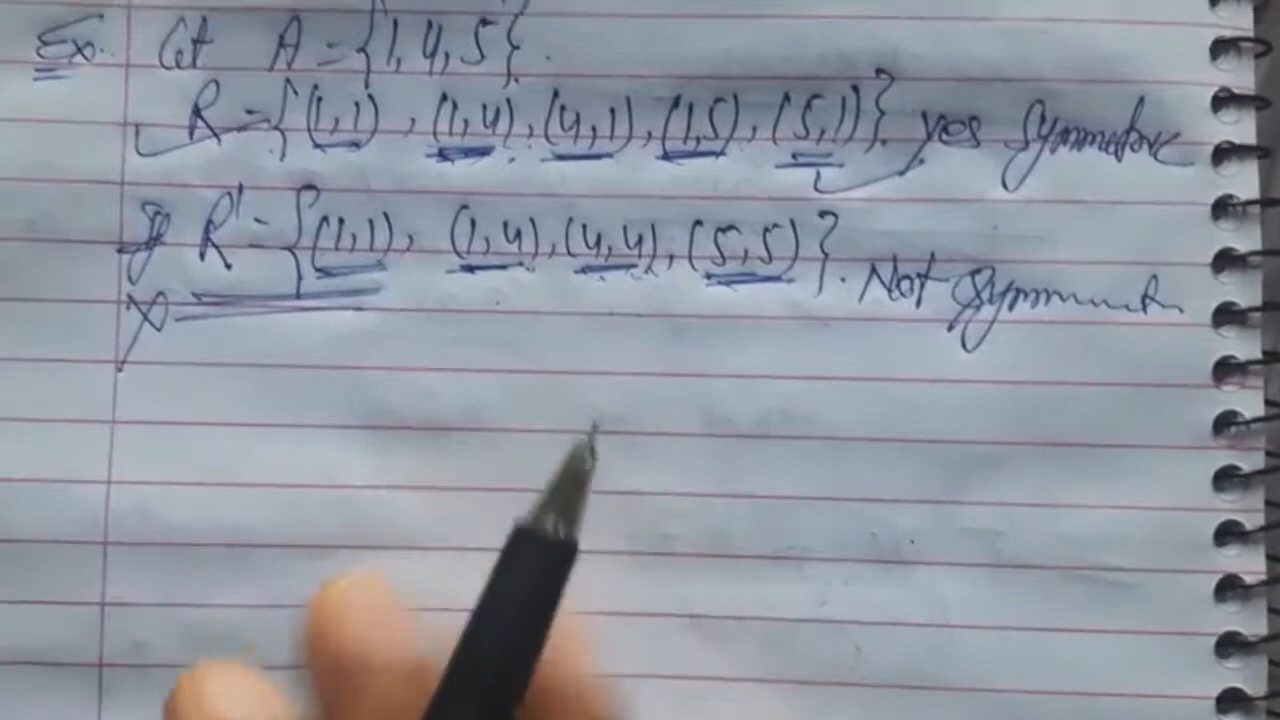 Ex. Let A = {1, 4, 5}.
R = {(1,1), (1,4), (4,1), (1,5), (5,1)}. yes Symmetric
If R' = {(1,1), (1,4), (4,4), (5,5)}. Not Symmetric